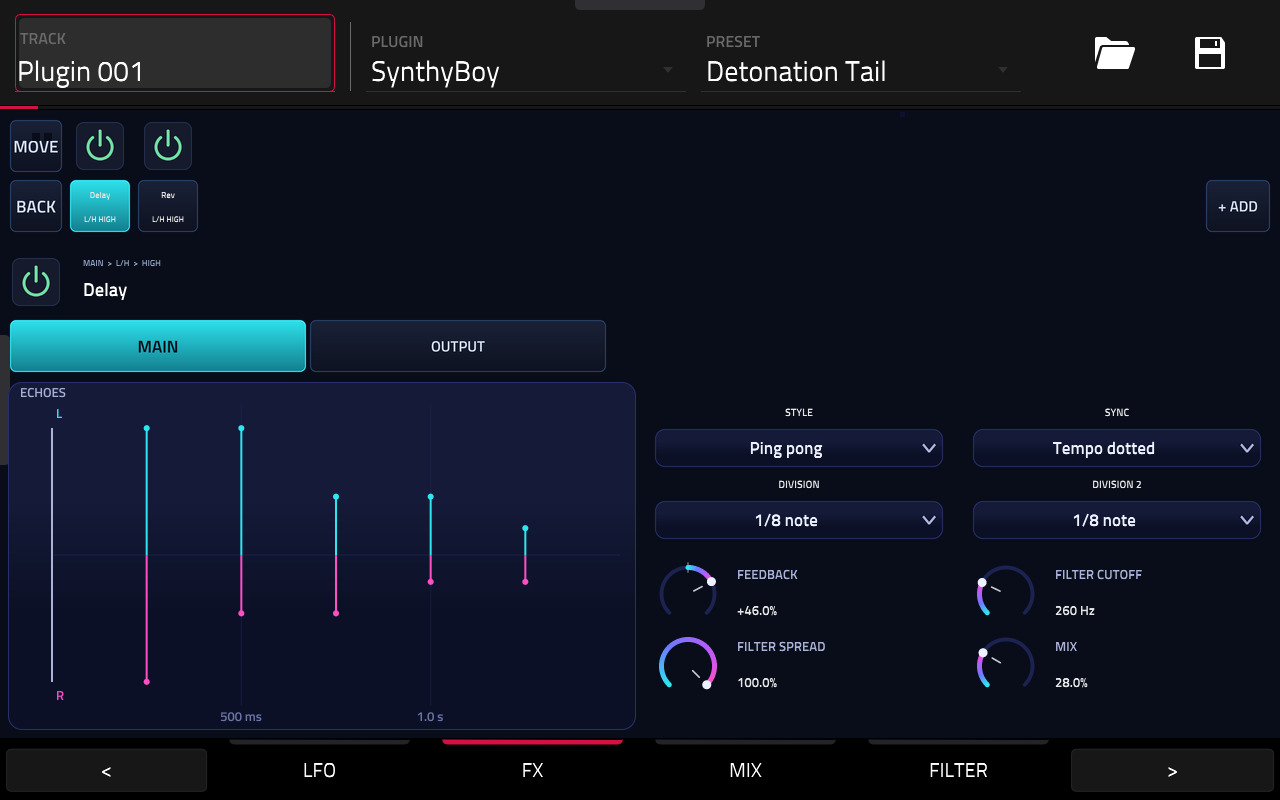 TRACK
Plugin 001
PLUGIN
SynthyBoy
PRESET
Detonation Tail
MOVE
BACK
Delay
L/H HIGH
Rev
L/H HIGH
+ ADD
MAIN > L/H > HIGH
Delay
MAIN
OUTPUT
ECHOES
L
R
500 ms
1.0 s
STYLE
Ping pong
SYNC
Tempo dotted
DIVISION
1/8 note
DIVISION 2
1/8 note
FEEDBACK
+46.0%
FILTER CUTOFF
260 Hz
FILTER SPREAD
100.0%
MIX
28.0%
<
LFO
FX
MIX
FILTER
>